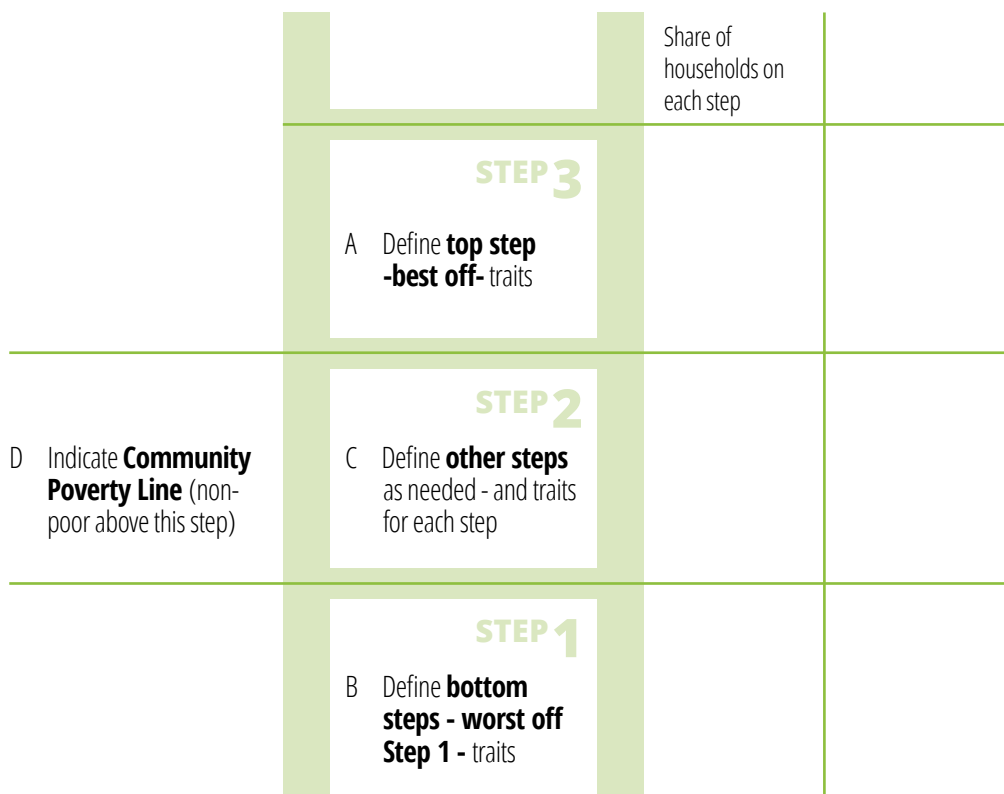 Share of
households on
each step
STEP 3
A Define top step
-best off- traits
STEP 2
D Indicate Community
Poverty Line (non-
poor above this step)
C Define other steps
as needed - and traits
for each step
STEP 1
B Define bottom
steps - worst off
Step 1 - traits